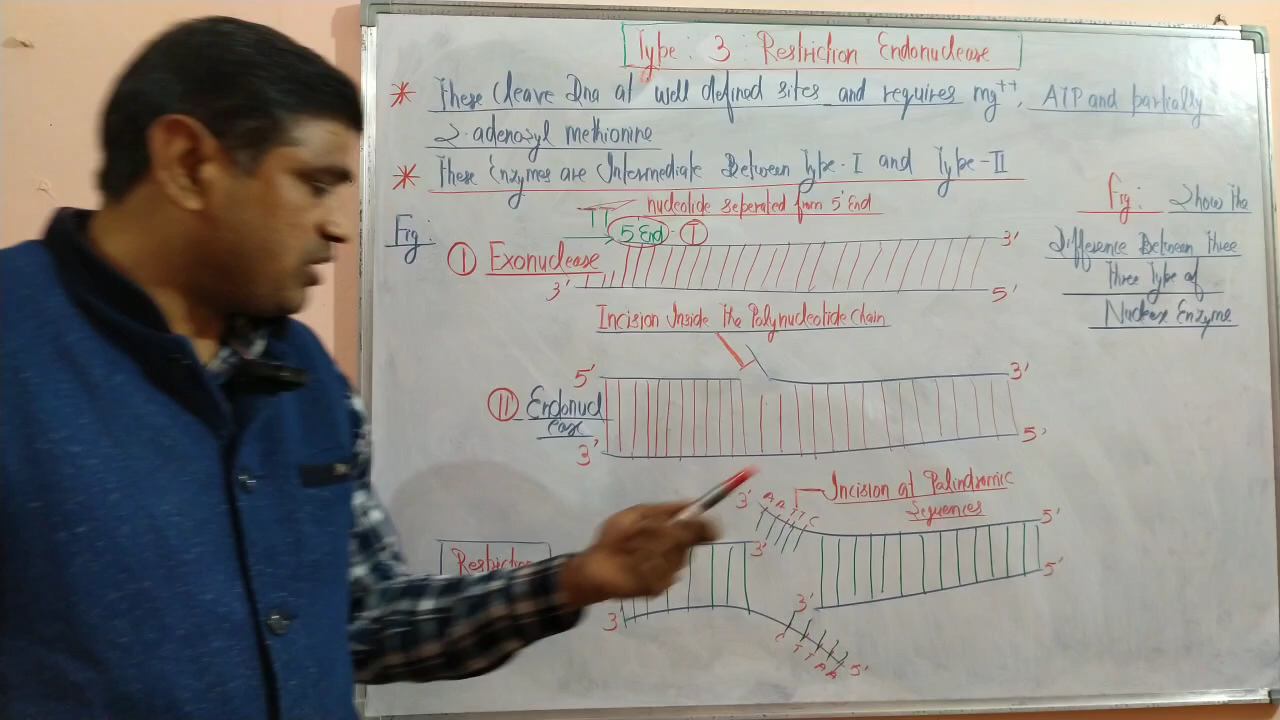 Type: 3: Restriction Endonuclease
* These Cleave Dna at well defined sites and requires mg++, ATP and partially
S-adenosyl methionine
* These Enzymes are Intermediate Between Type-I and Type-II
Fig:
TT nucleotide seperated from 5' End
5' End I
I Exonuclease 3'
3' 5'
Incision Inside The Polynucleotide Chain
5' 3'
II Endonucl
ease
3' 5'
3' A A T T C Incision at Palindromic
Sequences
5'
3'
5'
3'
3'
C T T A A 5'
Fig: Show the
Difference Between Three
Three Type of
Nuclease Enzyme